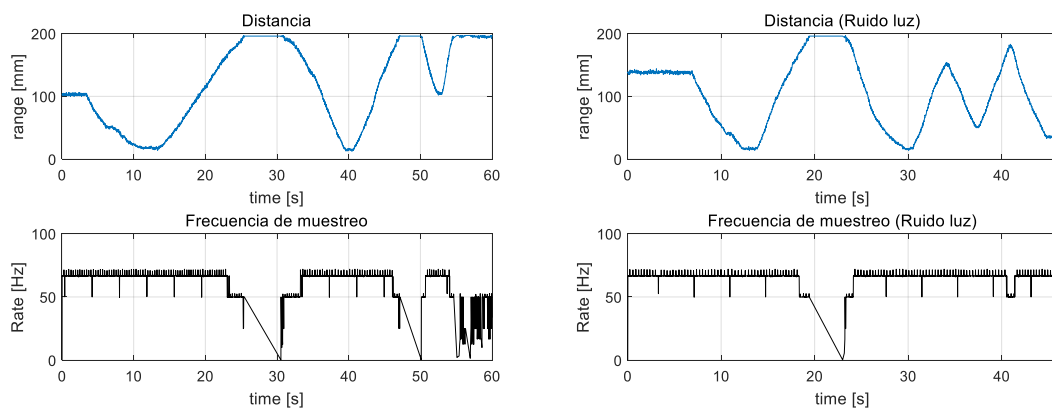 Distancia
200
100
0
range [mm]
0 10 20 30 40 50 60
time [s]
Distancia (Ruido luz)
200
100
0
range [mm]
0 10 20 30 40
time [s]
Frecuencia de muestreo
100
50
0
Rate [Hz]
0 10 20 30 40 50 60
time [s]
Frecuencia de muestreo (Ruido luz)
100
50
0
Rate [Hz]
0 10 20 30 40
time [s]